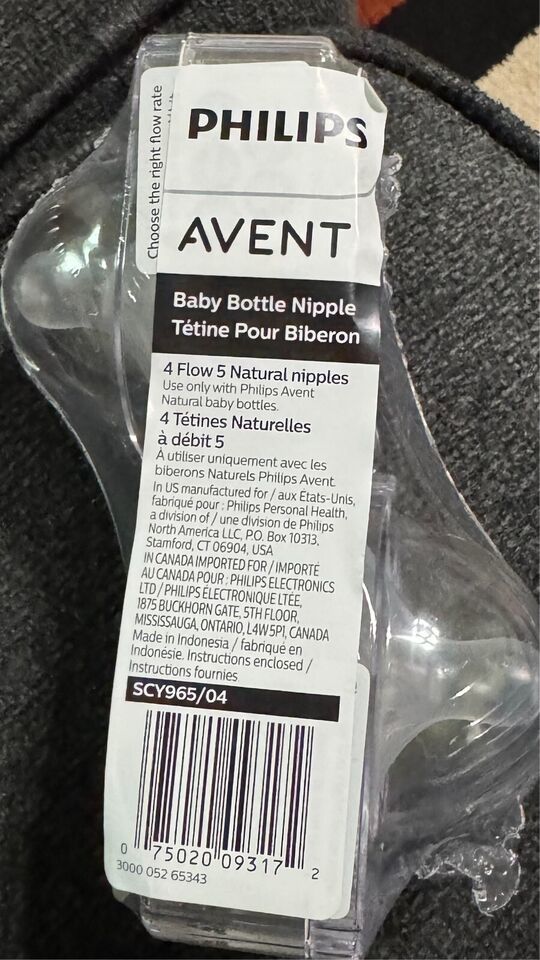 Choose the right flow rate
PHILIPS
AVENT
Baby Bottle Nipple
Tétine Pour Biberon
4 Flow 5 Natural nipples
Use only with Philips Avent
Natural baby bottles.
4 Tétines Naturelles
à débit 5
À utiliser uniquement avec les
biberons Naturels Philips Avent.
In US manufactured for / aux États-Unis,
fabriqué pour : Philips Personal Health,
a division of / une division de Philips
North America LLC, P.O. Box 10313,
Stamford, CT 06904, USA
IN CANADA IMPORTED FOR / IMPORTÉ
AU CANADA POUR : PHILIPS ELECTRONICS
LTD / PHILIPS ÉLECTRONIQUE LTÉE,
1875 BUCKHORN GATE, 5TH FLOOR,
MISSISSAUGA, ONTARIO, L4W 5P1, CANADA
Made in Indonesia / fabriqué en
Indonésie. Instructions enclosed /
Instructions fournies
SCY965/04
0 75020 09317 2
3000 052 65343